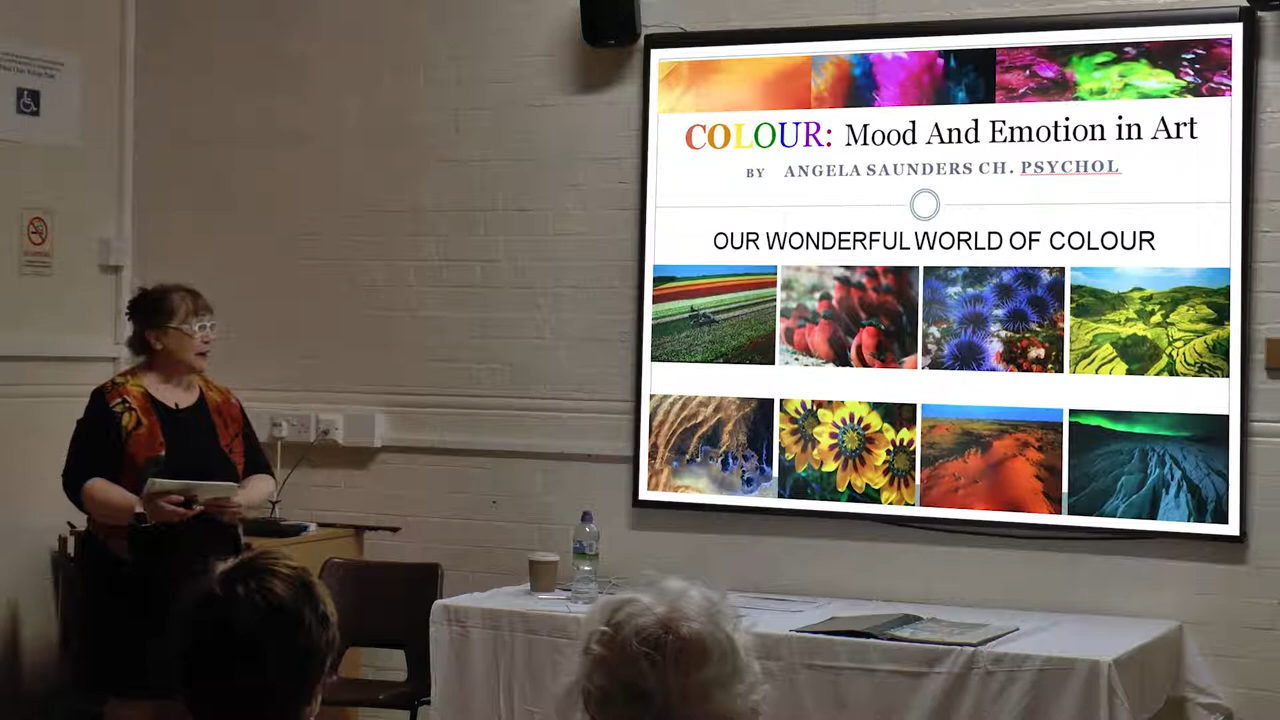 COLOUR: Mood And Emotion in Art
BY ANGELA SAUNDERS CH. PSYCHOL
OUR WONDERFUL WORLD OF COLOUR